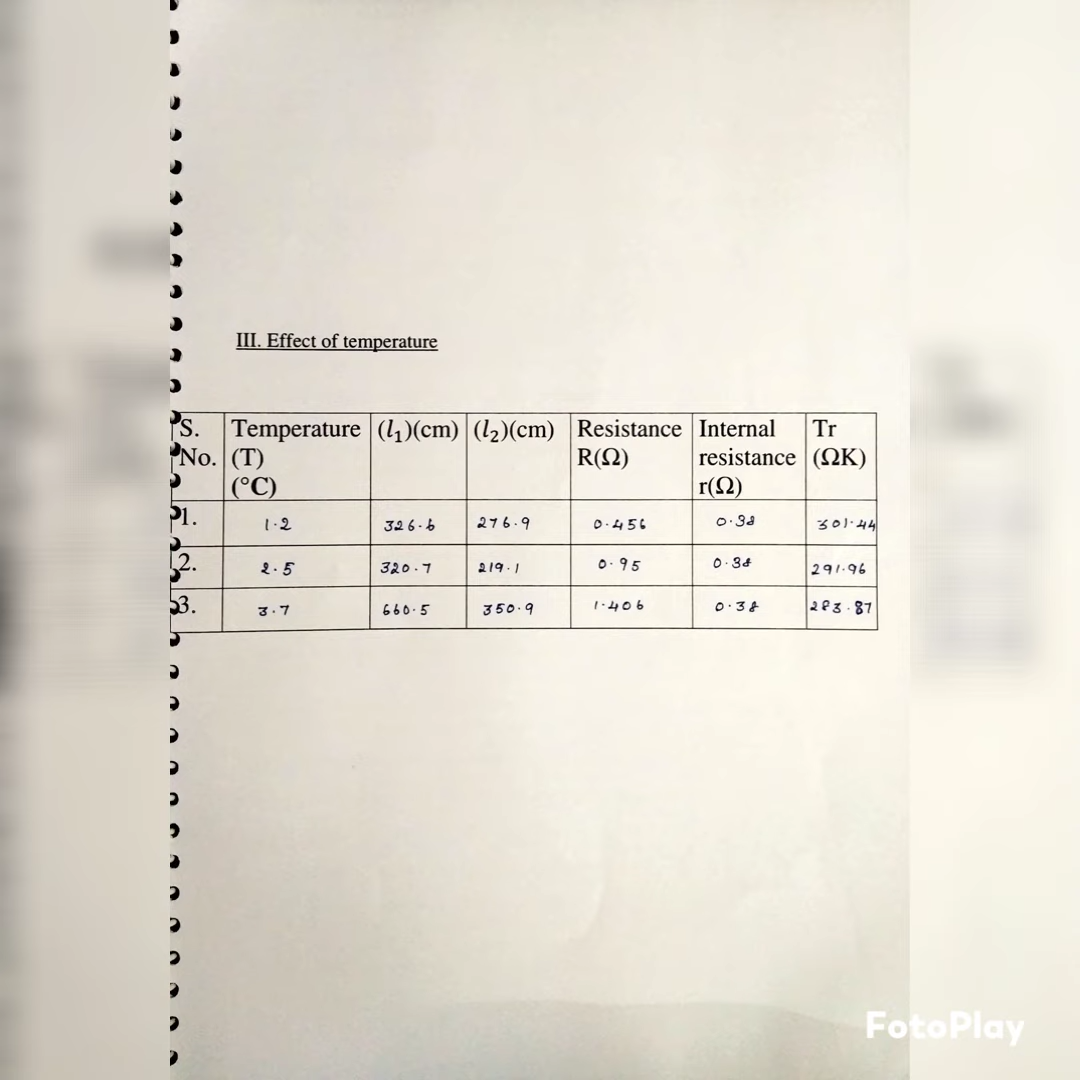 III. Effect of temperature
S. No. | Temperature (T) (°C) | (l₁)(cm) | (l₂)(cm) | Resistance R(Ω) | Internal resistance r(Ω) | Tr (ΩK)
1. | 1.2 | 326.6 | 276.9 | 0.456 | 0.38 | 301.44
2. | 2.5 | 320.7 | 219.1 | 0.95 | 0.38 | 291.96
3. | 3.7 | 660.5 | 350.9 | 1.406 | 0.38 | 283.87
FotoPlay